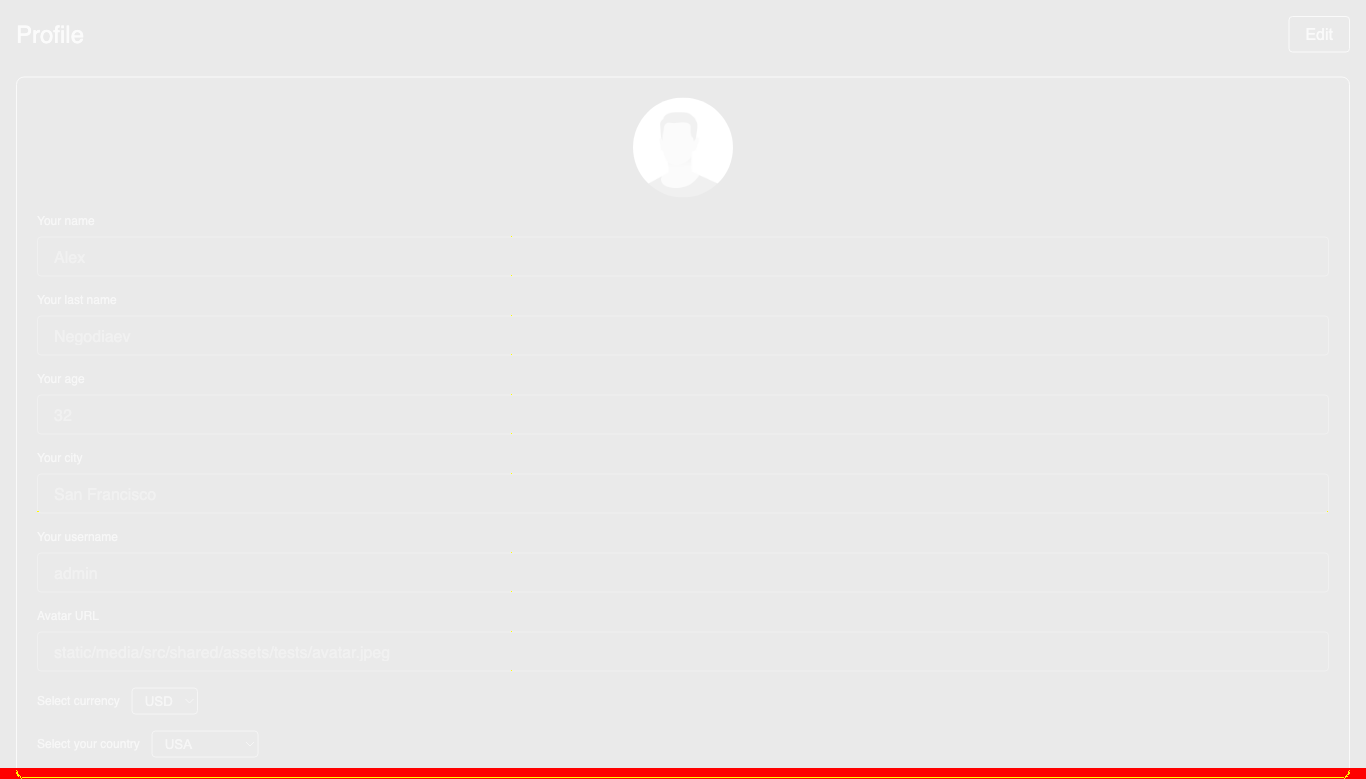 Profile
Edit
Your name
Alex
Your last name
Negodiaev
Your age
32
Your city
San Francisco
Your username
admin
Avatar URL
static/media/src/shared/assets/tests/avatar.jpeg
Select currency USD
Select your country USA